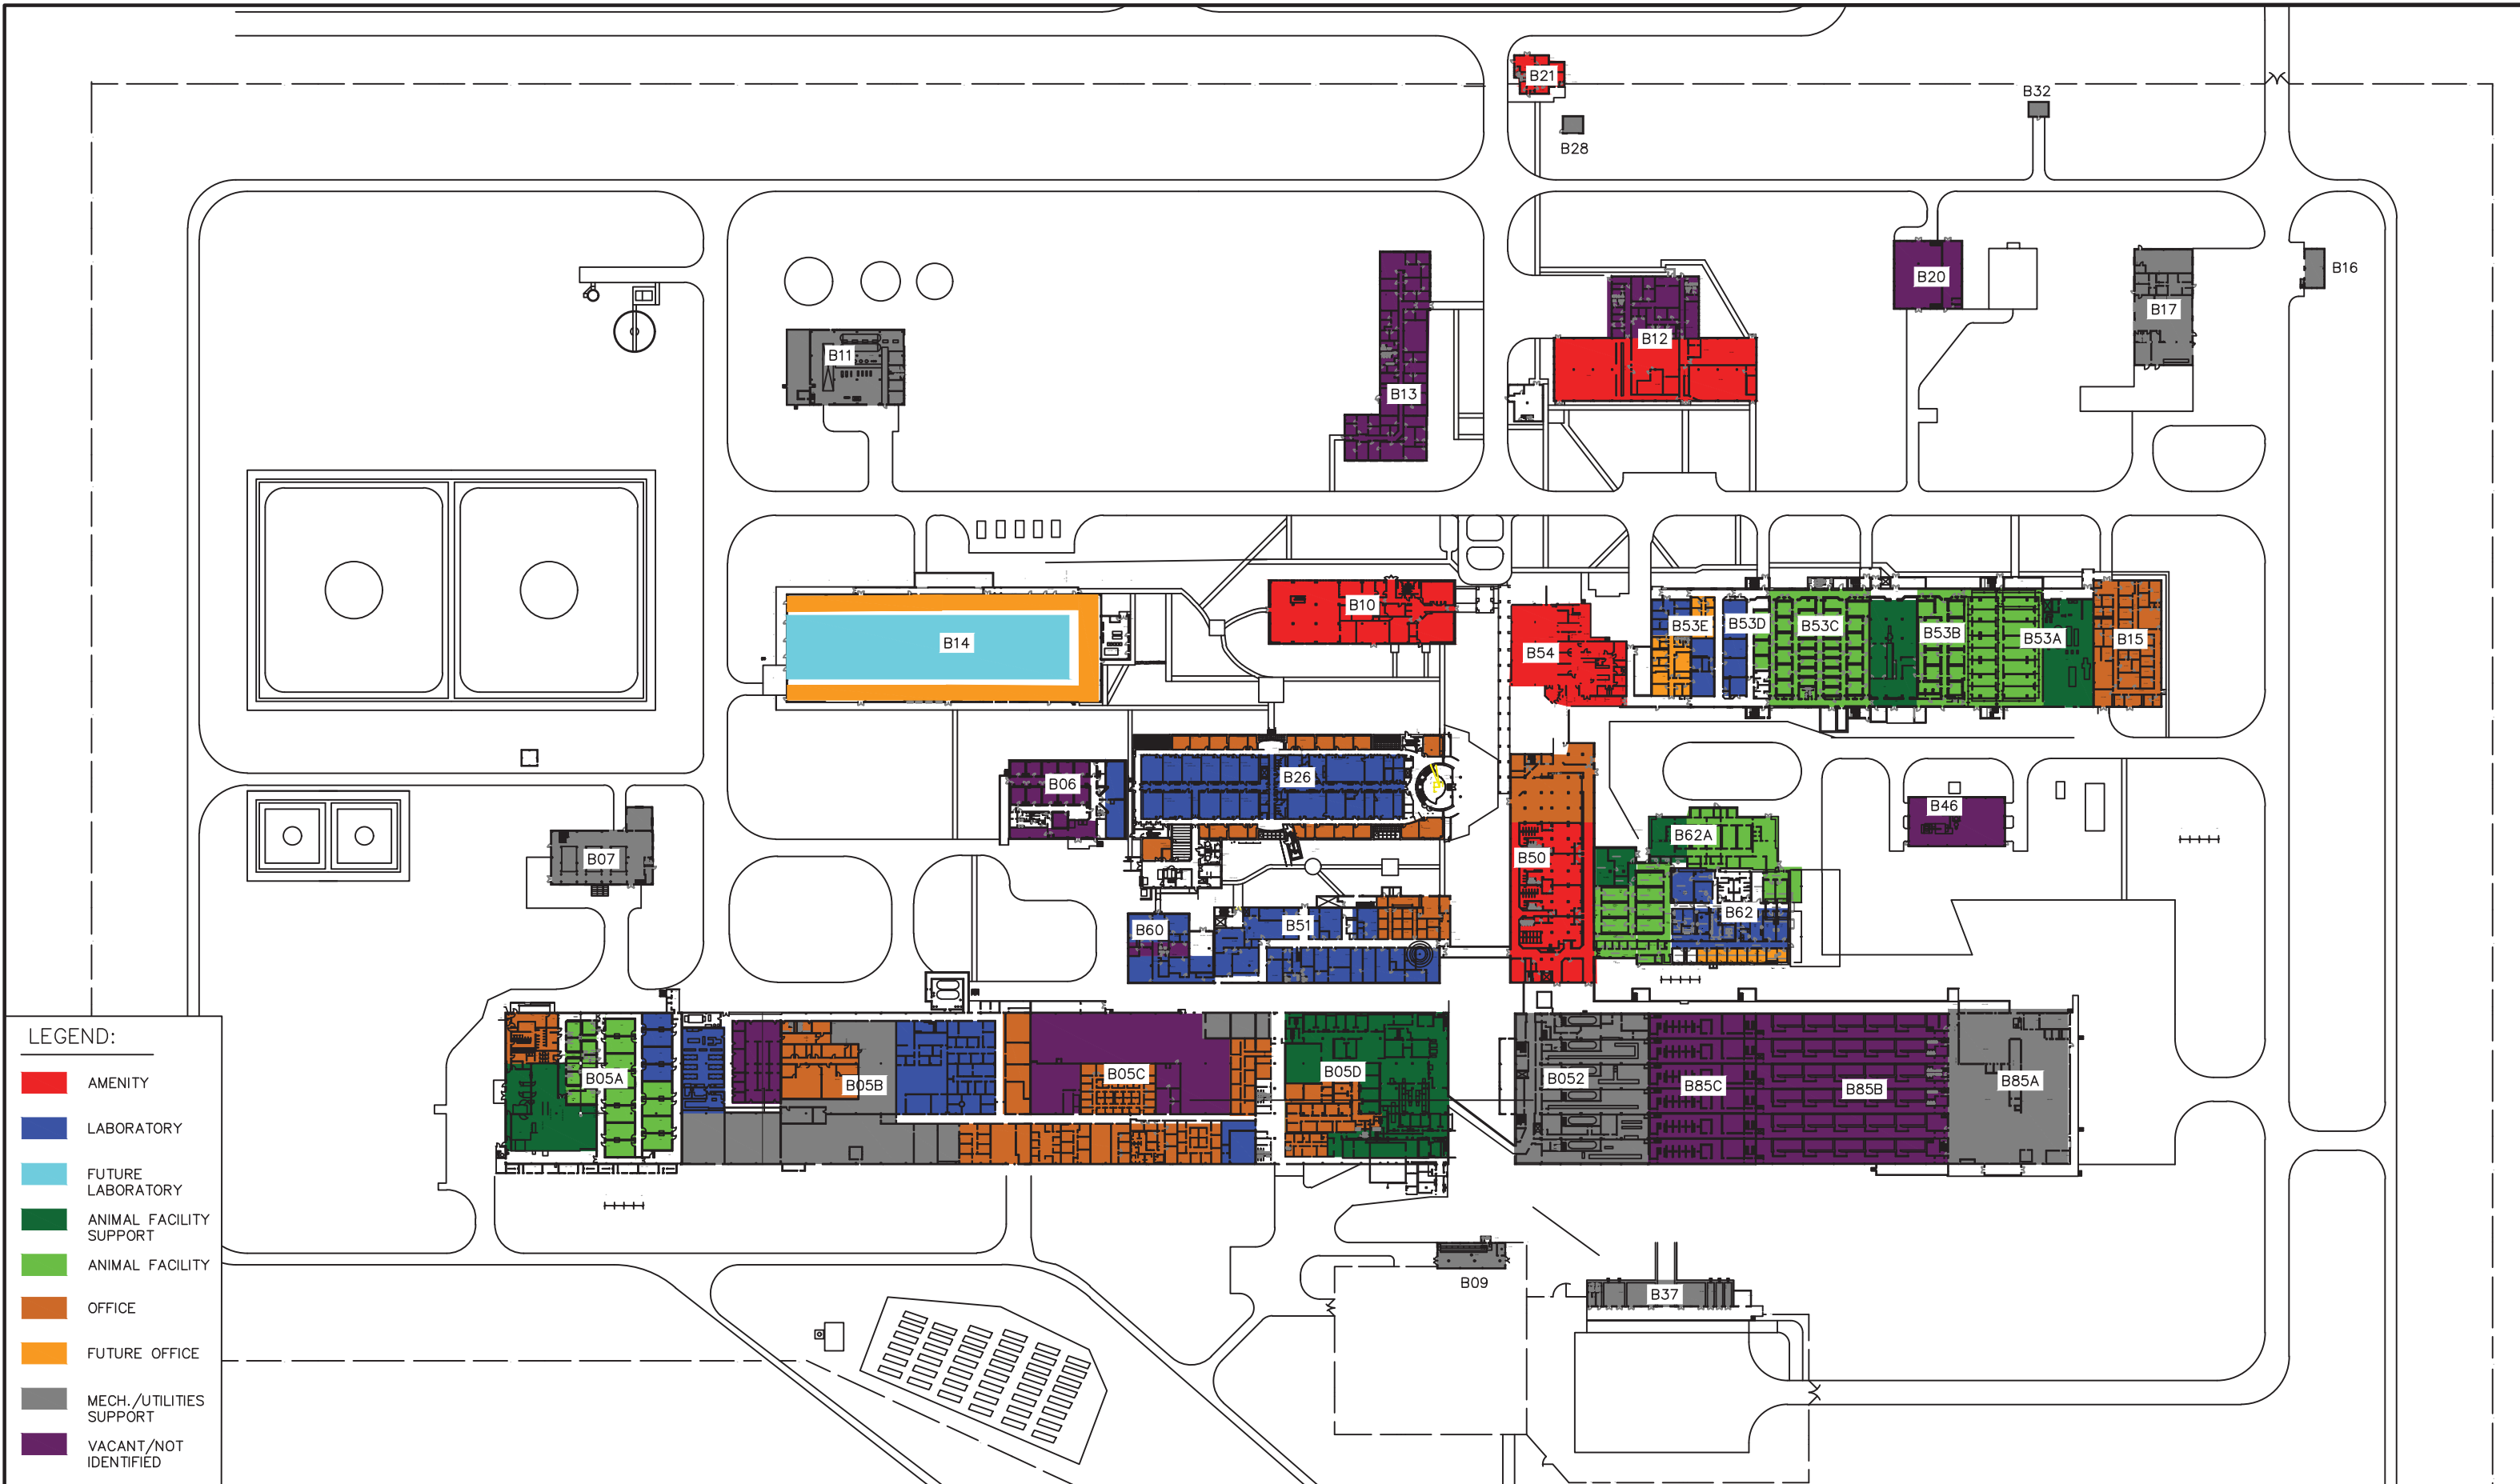 B21
B32
B28
B20
B16
B17
B12
B11
B13
B10
B53E
B53D
B53C
B53B
B53A
B15
B14
B54
B26
B06
B46
B62A
B50
B07
B62
B51
B60
B05A
B05B
B05C
B05D
B052
B85C
B85B
B85A
B09
B37
LEGEND:
AMENITY
LABORATORY
FUTURE
LABORATORY
ANIMAL FACILITY
SUPPORT
ANIMAL FACILITY
OFFICE
FUTURE OFFICE
MECH./UTILITIES
SUPPORT
VACANT/NOT
IDENTIFIED